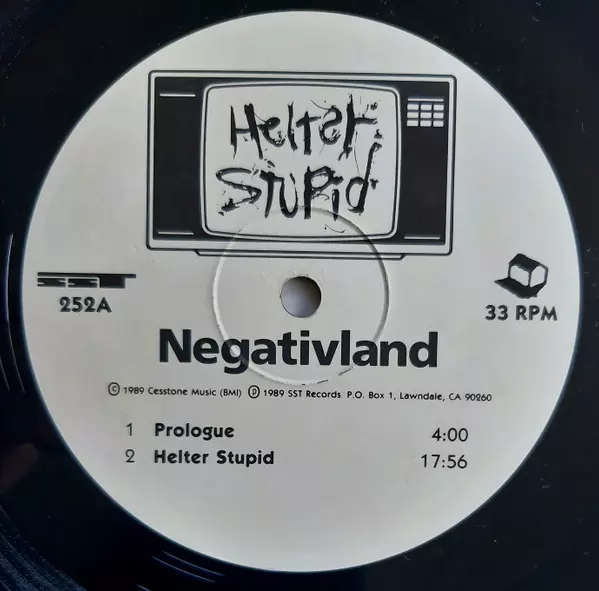 Helter
Stupid
SST
252A
33 RPM
Negativland
© 1989 Cesstone Music (BMI) ℗ 1989 SST Records P.O. Box 1, Lawndale, CA 90260
1 Prologue 4:00
2 Helter Stupid 17:56